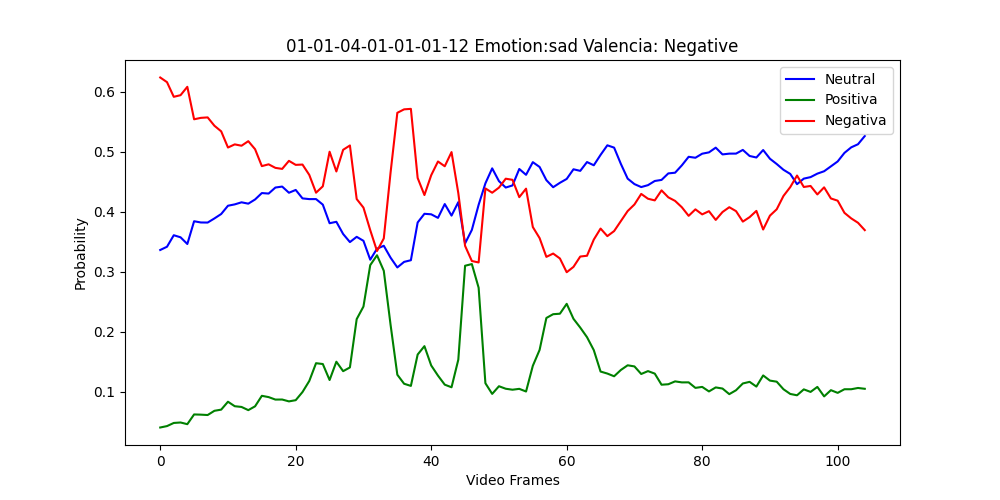 01-01-04-01-01-01-12 Emotion:sad Valencia: Negative
Neutral
Positiva
Negativa
Probability
0.6
0.5
0.4
0.3
0.2
0.1
0 20 40 60 80 100
Video Frames